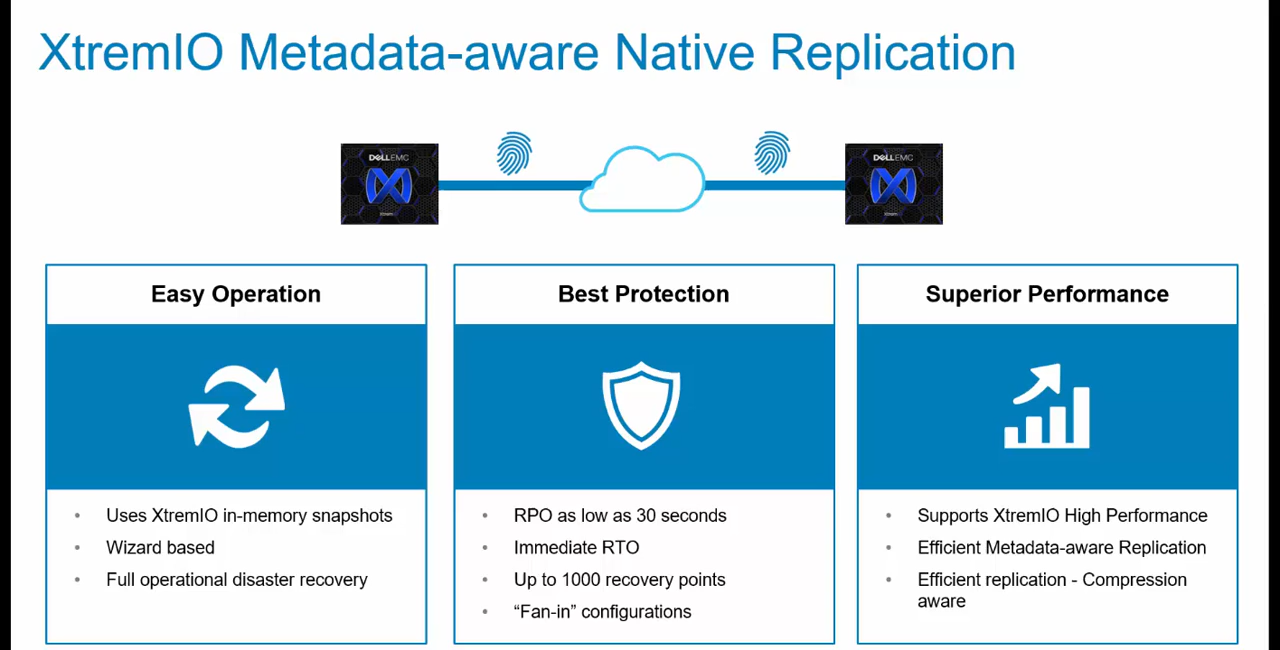 XtremIO Metadata-aware Native Replication
DELLEMC
DELLEMC
Easy Operation
Best Protection
Superior Performance
• Uses XtremIO in-memory snapshots
• Wizard based
• Full operational disaster recovery
• RPO as low as 30 seconds
• Immediate RTO
• Up to 1000 recovery points
• “Fan-in” configurations
• Supports XtremIO High Performance
• Efficient Metadata-aware Replication
• Efficient replication - Compression
aware